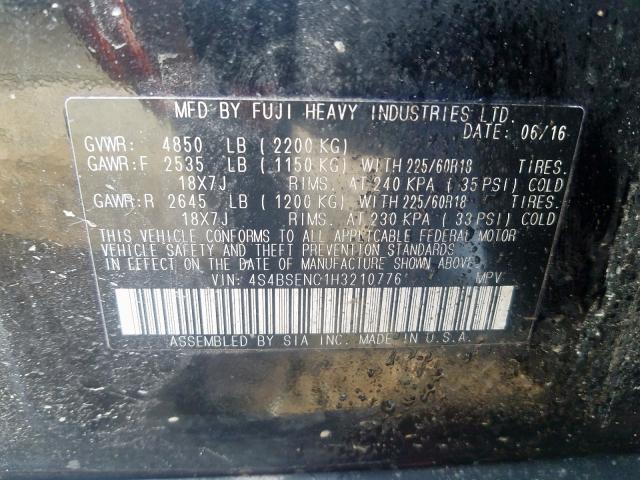 MFD BY FUJI HEAVY INDUSTRIES LTD.
DATE: 06/16
GVWR: 4850 LB (2200 KG)
GAWR:F 2535 LB (1150 KG) WITH 225/60R18 TIRES.
18X7J RIMS. AT 240 KPA (35 PSI) COLD
GAWR:R 2645 LB (1200 KG) WITH 225/60R18 TIRES.
18X7J RIMS. AT 230 KPA (33 PSI) COLD
THIS VEHICLE CONFORMS TO ALL APPLICABLE FEDERAL MOTOR
VEHICLE SAFETY AND THEFT PREVENTION STANDARDS
IN EFFECT ON THE DATE OF MANUFACTURE SHOWN ABOVE.
VIN: 4S4BSENC1H3210776 MPV
ASSEMBLED BY SIA INC. MADE IN U.S.A.